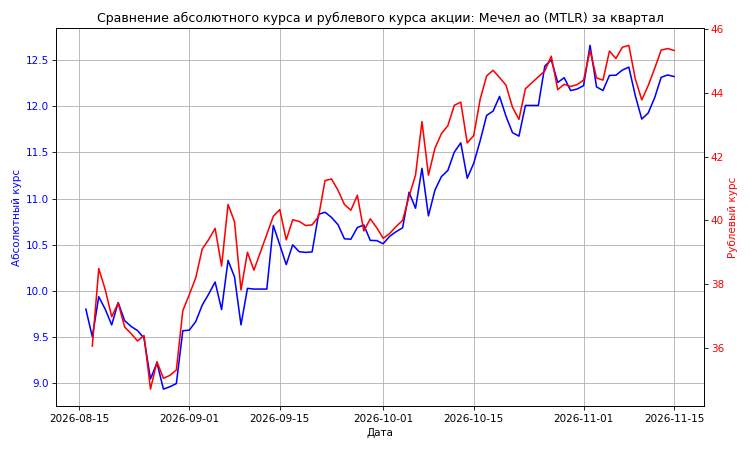 Сравнение абсолютного курса и рублевого курса акции: Мечел ао (MTLR) за квартал
Абсолютный курс
12.5
12.0
11.5
11.0
10.5
10.0
9.5
9.0
46
44
42
40
38
36
Рублевый курс
2026-08-15 2026-09-01 2026-09-15 2026-10-01 2026-10-15 2026-11-01 2026-11-15
Дата